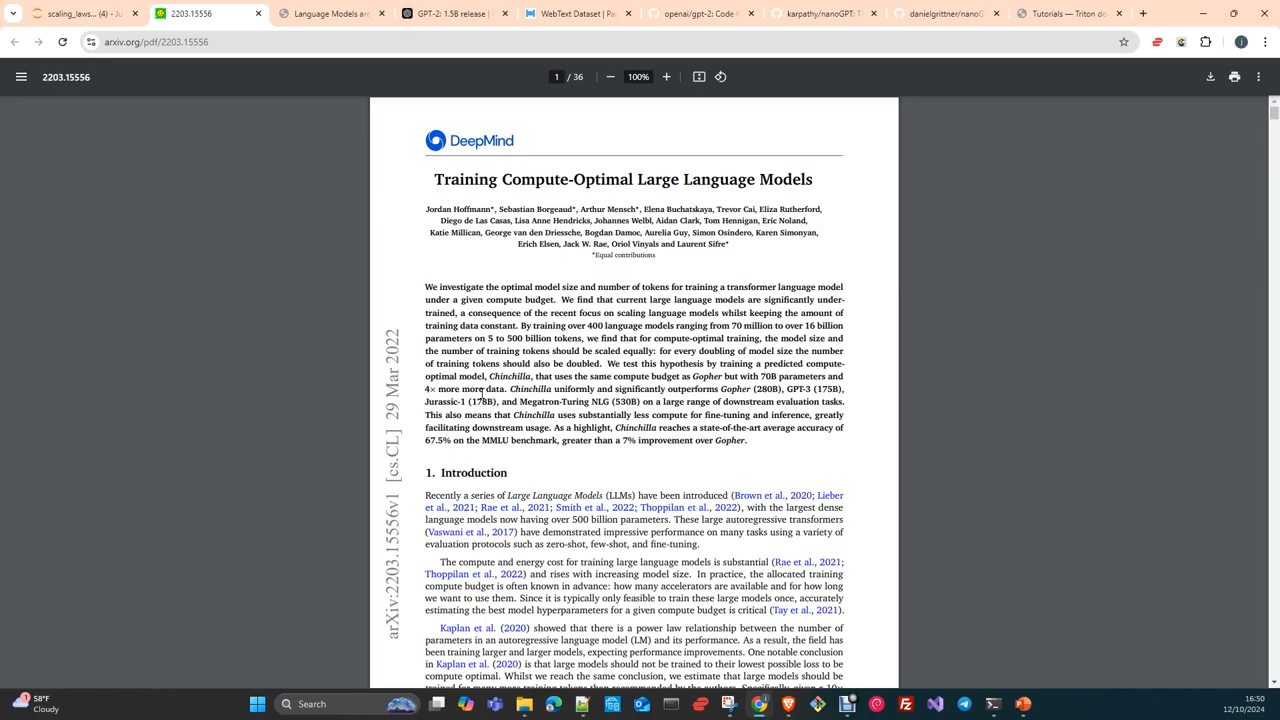 scaling_laws.. (4) -
2203.15556
Language Models are
GPT-2: 1.5B release |
WebText Dataset | Pa
openai/gpt-2: Code f
karpathy/nanoGPT: T
danielgrittner/nanoG
Tutorials — Triton do
arxiv.org/pdf/2203.15556
2203.15556
1 / 36
100%
DeepMind
Training Compute-Optimal Large Language Models
Jordan Hoffmann*, Sebastian Borgeaud*, Arthur Mensch*, Elena Buchatskaya, Trevor Cai, Eliza Rutherford,
Diego de Las Casas, Lisa Anne Hendricks, Johannes Welbl, Aidan Clark, Tom Hennigan, Eric Noland,
Katie Millican, George van den Driessche, Bogdan Damoc, Aurelia Guy, Simon Osindero, Karen Simonyan,
Erich Elsen, Jack W. Rae, Oriol Vinyals and Laurent Sifre*
*Equal contributions
We investigate the optimal model size and number of tokens for training a transformer language model
under a given compute budget. We find that current large language models are significantly under-
trained, a consequence of the recent focus on scaling language models whilst keeping the amount of
training data constant. By training over 400 language models ranging from 70 million to over 16 billion
parameters on 5 to 500 billion tokens, we find that for compute-optimal training, the model size and
the number of training tokens should be scaled equally: for every doubling of model size the number
of training tokens should also be doubled. We test this hypothesis by training a predicted compute-
optimal model, Chinchilla, that uses the same compute budget as Gopher but with 70B parameters and
4× more more data. Chinchilla uniformly and significantly outperforms Gopher (280B), GPT-3 (175B),
Jurassic-1 (178B), and Megatron-Turing NLG (530B) on a large range of downstream evaluation tasks.
This also means that Chinchilla uses substantially less compute for fine-tuning and inference, greatly
facilitating downstream usage. As a highlight, Chinchilla reaches a state-of-the-art average accuracy of
67.5% on the MMLU benchmark, greater than a 7% improvement over Gopher.
arXiv:2203.15556v1 [cs.CL] 29 Mar 2022
1. Introduction
Recently a series of Large Language Models (LLMs) have been introduced (Brown et al., 2020; Lieber
et al., 2021; Rae et al., 2021; Smith et al., 2022; Thoppilan et al., 2022), with the largest dense
language models now having over 500 billion parameters. These large autoregressive transformers
(Vaswani et al., 2017) have demonstrated impressive performance on many tasks using a variety of
evaluation protocols such as zero-shot, few-shot, and fine-tuning.
The compute and energy cost for training large language models is substantial (Rae et al., 2021;
Thoppilan et al., 2022) and rises with increasing model size. In practice, the allocated training
compute budget is often known in advance: how many accelerators are available and for how long
we want to use them. Since it is typically only feasible to train these large models once, accurately
estimating the best model hyperparameters for a given compute budget is critical (Tay et al., 2021).
Kaplan et al. (2020) showed that there is a power law relationship between the number of
parameters in an autoregressive language model (LM) and its performance. As a result, the field has
been training larger and larger models, expecting performance improvements. One notable conclusion
in Kaplan et al. (2020) is that large models should not be trained to their lowest possible loss to be
compute optimal. Whilst we reach the same conclusion, we estimate that large models should be
trained for many more training tokens than recommended by the authors. Specifically, given a 10×
58°F
Cloudy
Search
16:50
12/10/2024